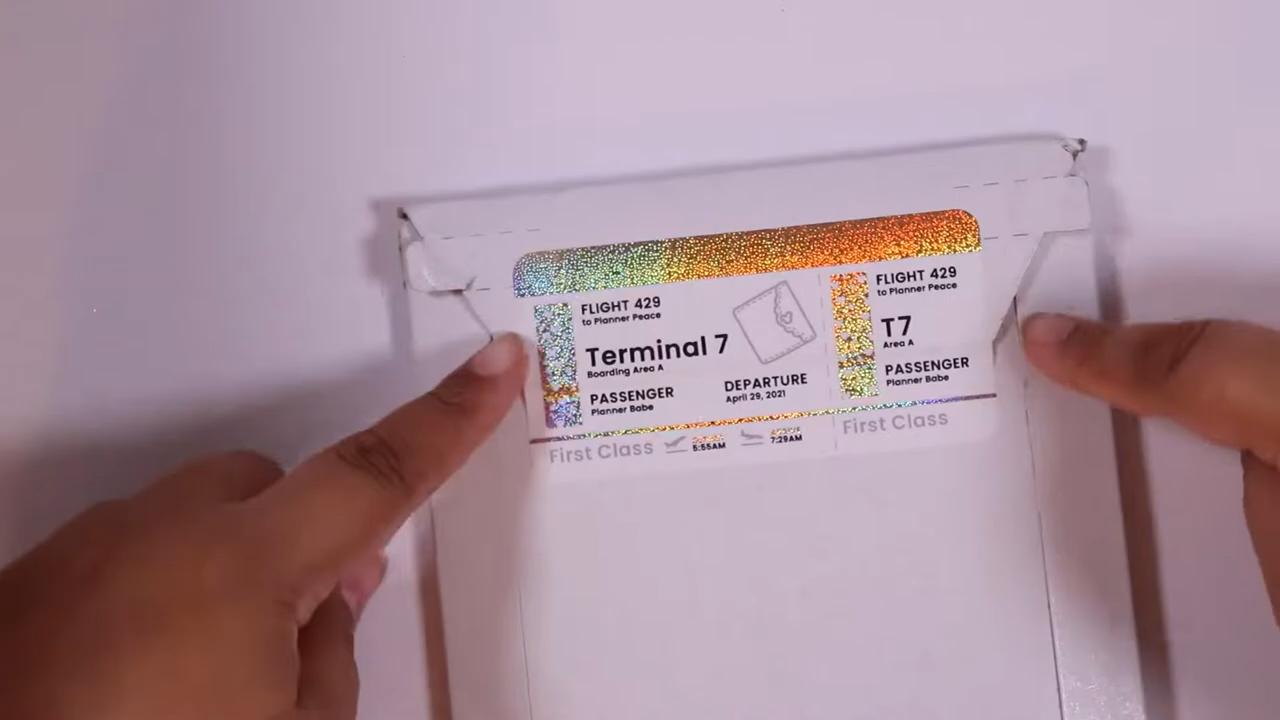 FLIGHT 429
to Planner Peace
Terminal 7
Boarding Area A
PASSENGER
Planner Babe
DEPARTURE
April 29, 2021
First Class
5:55AM
7:29AM
FLIGHT 429
to Planner Peace
T7
Area A
PASSENGER
Planner Babe
First Class